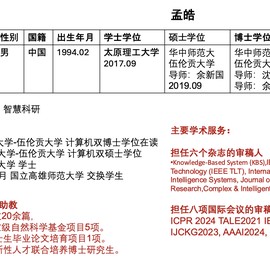 孟皓
性别 国籍 出生年月 学士学位 硕士学位 博士学
男 中国 1994.02 太原理工大学 华中师范大 华中师范
2017.09 伍伦贡大学 伍伦贡大
导师：余新国 导师：沈
2019.09 导师：余
智慧科研
大学-伍伦贡大学 计算机双博士学位在读
大学-伍伦贡大学 计算机双硕士学位
大学 学士
月 国立高雄师范大学 交换学生
助教
20余篇,
级自然科学基金项目5项。
生毕业论文培育项目1项。
新性人才联合培养博士研究生。
主要学术服务：
担任六个杂志的审稿人
•Knowledge-Based System (KBS),I
Technology (IEEE TLT), Interna
Intelligence Systems, Journal o
Research,Complex & Intelligen
担任八项国际会议的审稿
ICPR 2024 TALE2021 IE
IJCKG2023, AAAI2024,